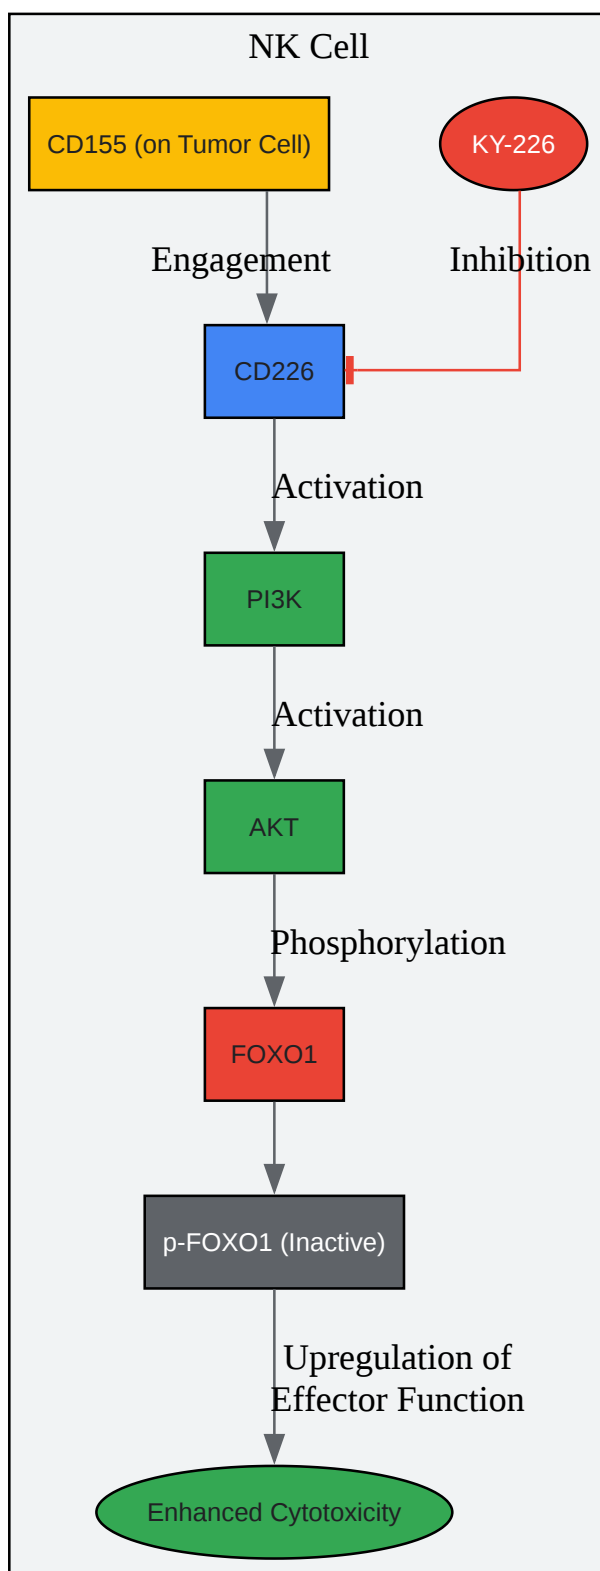 NK Cell
CD155 (on Tumor Cell)
KY-226
Engagement
Inhibition
CD226
Activation
PI3K
Activation
AKT
Phosphorylation
FOXO1
p-FOXO1 (Inactive)
Upregulation of
Effector Function
Enhanced Cytotoxicity